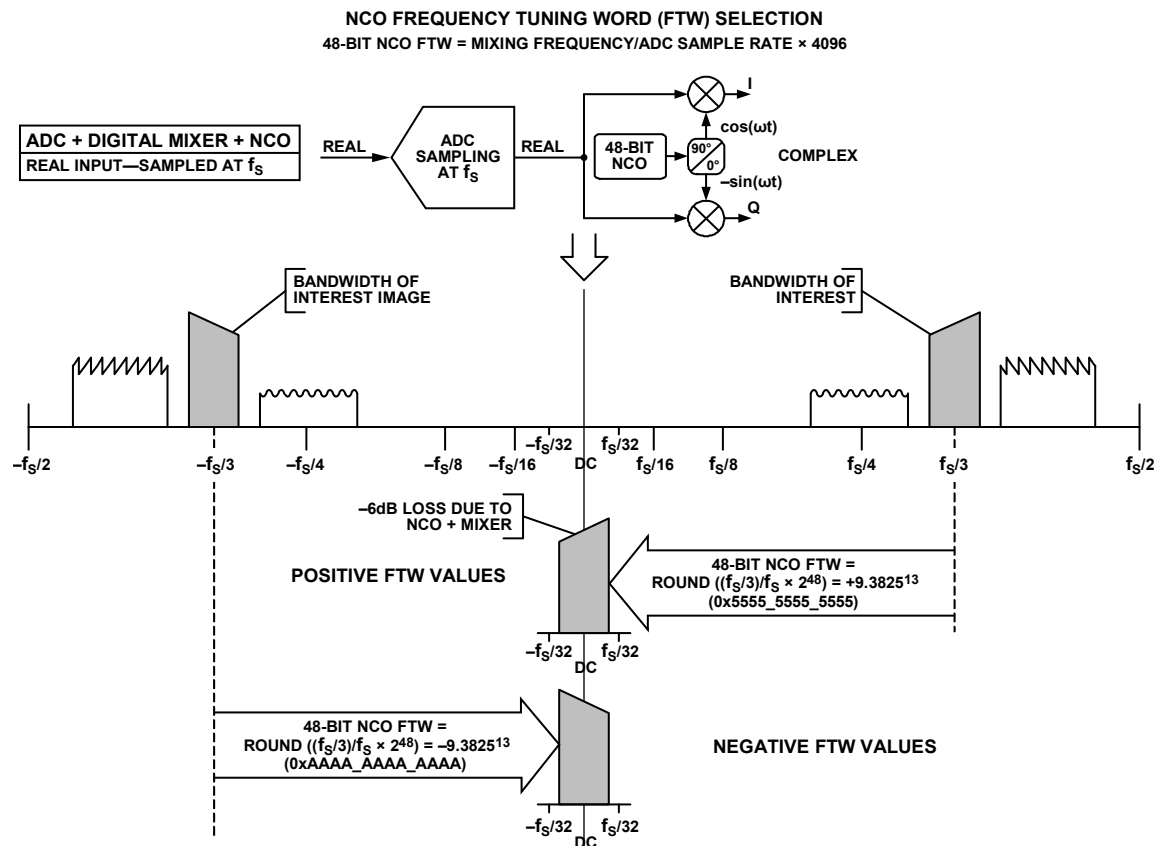 NCO FREQUENCY TUNING WORD (FTW) SELECTION
48-BIT NCO FTW = MIXING FREQUENCY/ADC SAMPLE RATE × 4096
ADC + DIGITAL MIXER + NCO
REAL INPUT—SAMPLED AT fS
REAL
ADC
SAMPLING
AT fS
REAL
48-BIT
NCO
90°
0°
I
cos(ωt)
COMPLEX
–sin(ωt)
Q
BANDWIDTH OF
INTEREST IMAGE
BANDWIDTH OF
INTEREST
–fS/2
–fS/3
–fS/4
–fS/8
–fS/16
–fS/32
DC
fS/32
fS/16
fS/8
fS/4
fS/3
fS/2
–6dB LOSS DUE TO
NCO + MIXER
POSITIVE FTW VALUES
48-BIT NCO FTW =
ROUND ((fS/3)/fS × 2^48) = +9.3825^13
(0x5555_5555_5555)
–fS/32
DC
fS/32
48-BIT NCO FTW =
ROUND ((fS/3)/fS × 2^48) = –9.3825^13
(0xAAAA_AAAA_AAAA)
NEGATIVE FTW VALUES
–fS/32
DC
fS/32